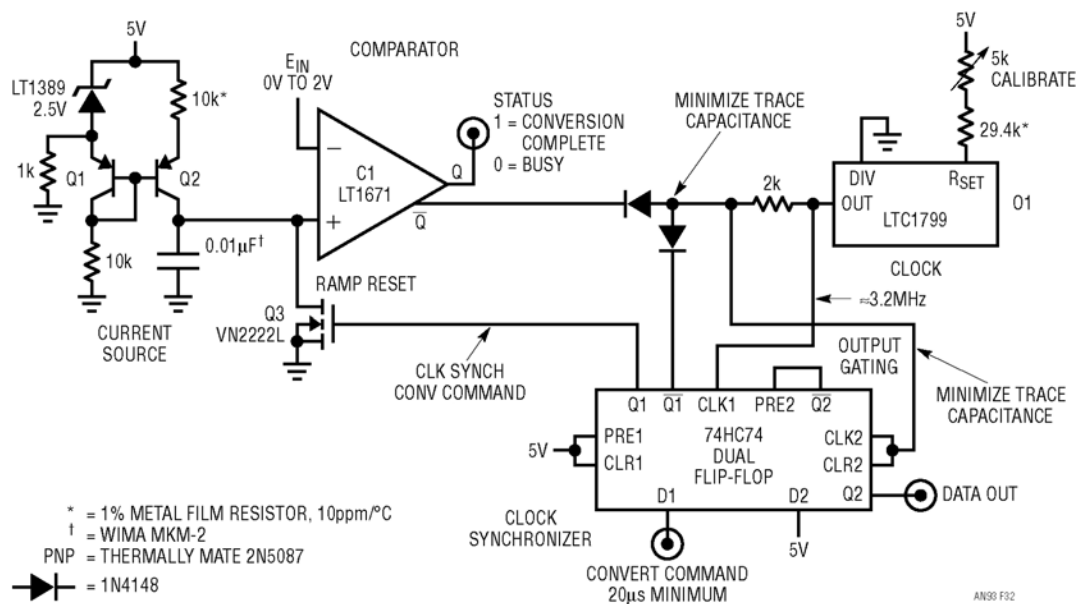 5V
LT1389
2.5V
10k*
1k
Q1
Q2
10k
0.01µF†
CURRENT
SOURCE
COMPARATOR
EIN
0V TO 2V
−
+
C1
LT1671
Q
Q̅
STATUS
1 = CONVERSION
COMPLETE
0 = BUSY
RAMP RESET
Q3
VN2222L
CLK SYNCH
CONV COMMAND
MINIMIZE TRACE
CAPACITANCE
2k
5V
5k
CALIBRATE
29.4k*
DIV
RSET
OUT
LTC1799
O1
CLOCK
≈3.2MHz
OUTPUT
GATING
MINIMIZE TRACE
CAPACITANCE
Q1
Q̅1̅
CLK1
PRE2
Q̅2̅
5V
PRE1
CLR1
74HC74
DUAL
FLIP-FLOP
CLK2
CLR2
Q2
DATA OUT
D1
D2
5V
CLOCK
SYNCHRONIZER
CONVERT COMMAND
20µs MINIMUM
* = 1% METAL FILM RESISTOR, 10ppm/°C
† = WIMA MKM-2
PNP = THERMALLY MATE 2N5087
= 1N4148
AN93 F32